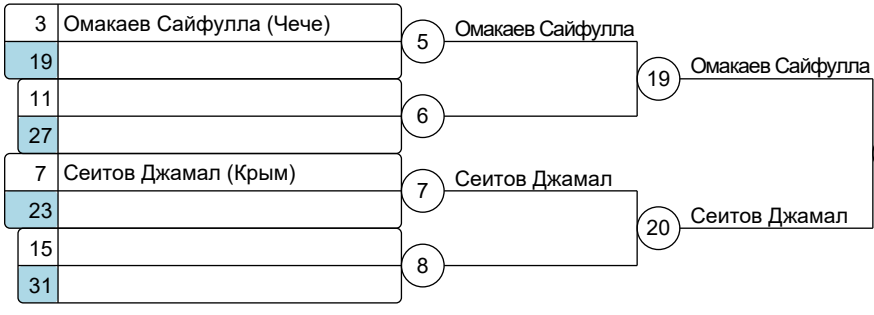 3 Омакаев Сайфулла (Чече)
5 Омакаев Сайфулла
19
19 Омакаев Сайфулла
11
6
27
7 Сеитов Джамал (Крым)
7 Сеитов Джамал
23
20 Сеитов Джамал
15
8
31